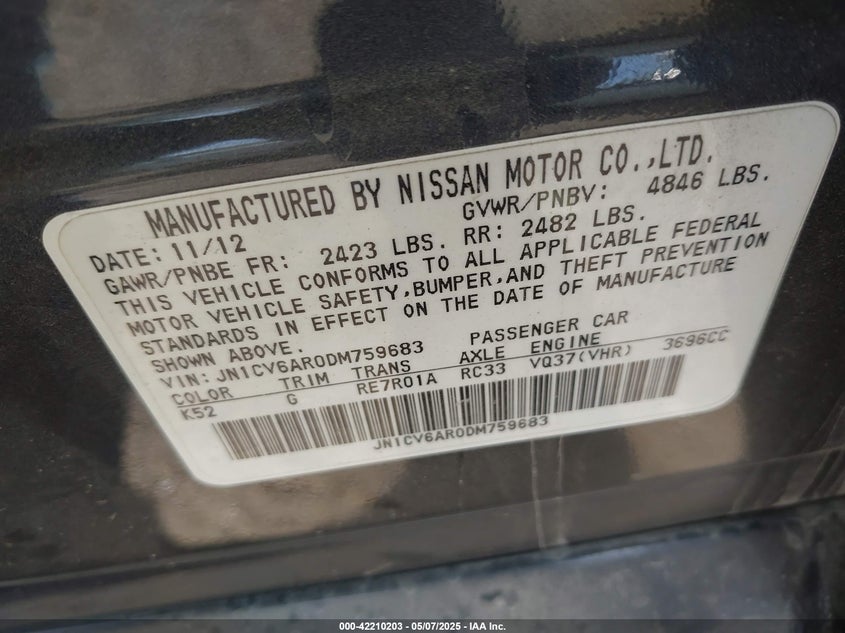 MANUFACTURED BY NISSAN MOTOR CO.,LTD.
DATE: 11/12 GVWR/PNBV: 4846 LBS.
GAWR/PNBE FR: 2423 LBS. RR: 2482 LBS.
THIS VEHICLE CONFORMS TO ALL APPLICABLE FEDERAL
MOTOR VEHICLE SAFETY,BUMPER,AND THEFT PREVENTION
STANDARDS IN EFFECT ON THE DATE OF MANUFACTURE
SHOWN ABOVE.
VIN: JN1CV6AR0DM759683 PASSENGER CAR
COLOR TRIM TRANS AXLE ENGINE
K52 G RE7R01A RC33 VQ37(VHR) 3696CC
JN1CV6AR0DM759683
000-42210203 - 05/07/2025 - IAA Inc.